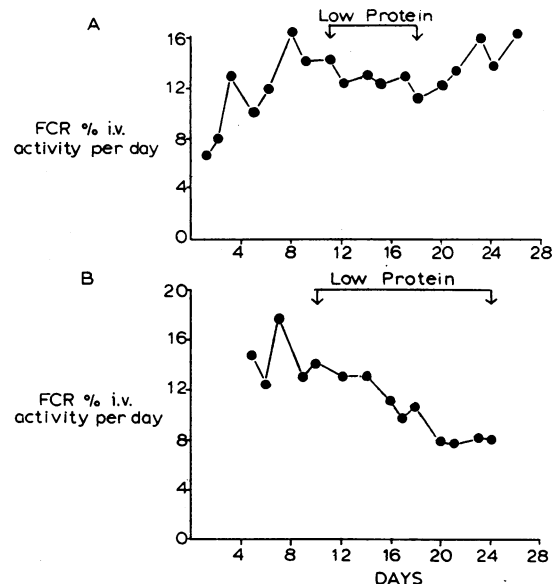 A
Low Protein
16
12
8
4
0
FCR % i.v.
activity per day
4 8 12 16 20 24 28
B
Low Protein
20
16
12
8
4
0
FCR % i.v.
activity per day
4 8 12 16 20 24 28
DAYS